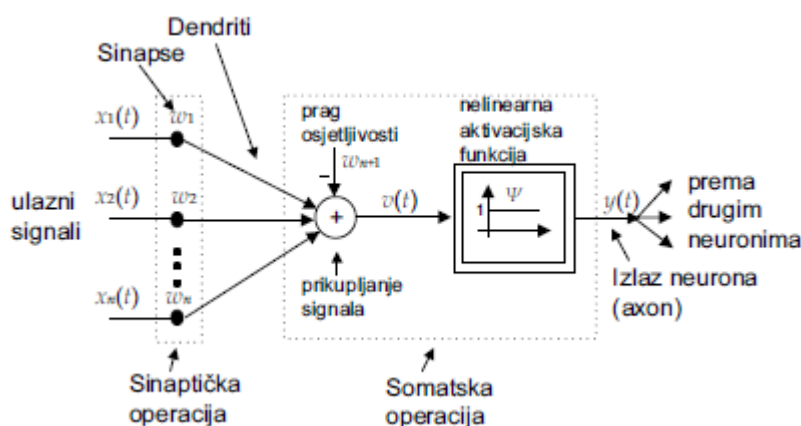 Dendriti
Sinapse
x1(t) w1
prag
osjetljivosti
nelinearna
aktivacijska
funkcija
wn+1
−
ulazni
signali
x2(t) w2
+
v(t)
Ψ
1
y(t)
prema
drugim
neuronima
xn(t) wn
prikupljanje
signala
Izlaz neurona
(axon)
Sinaptička
operacija
Somatska
operacija